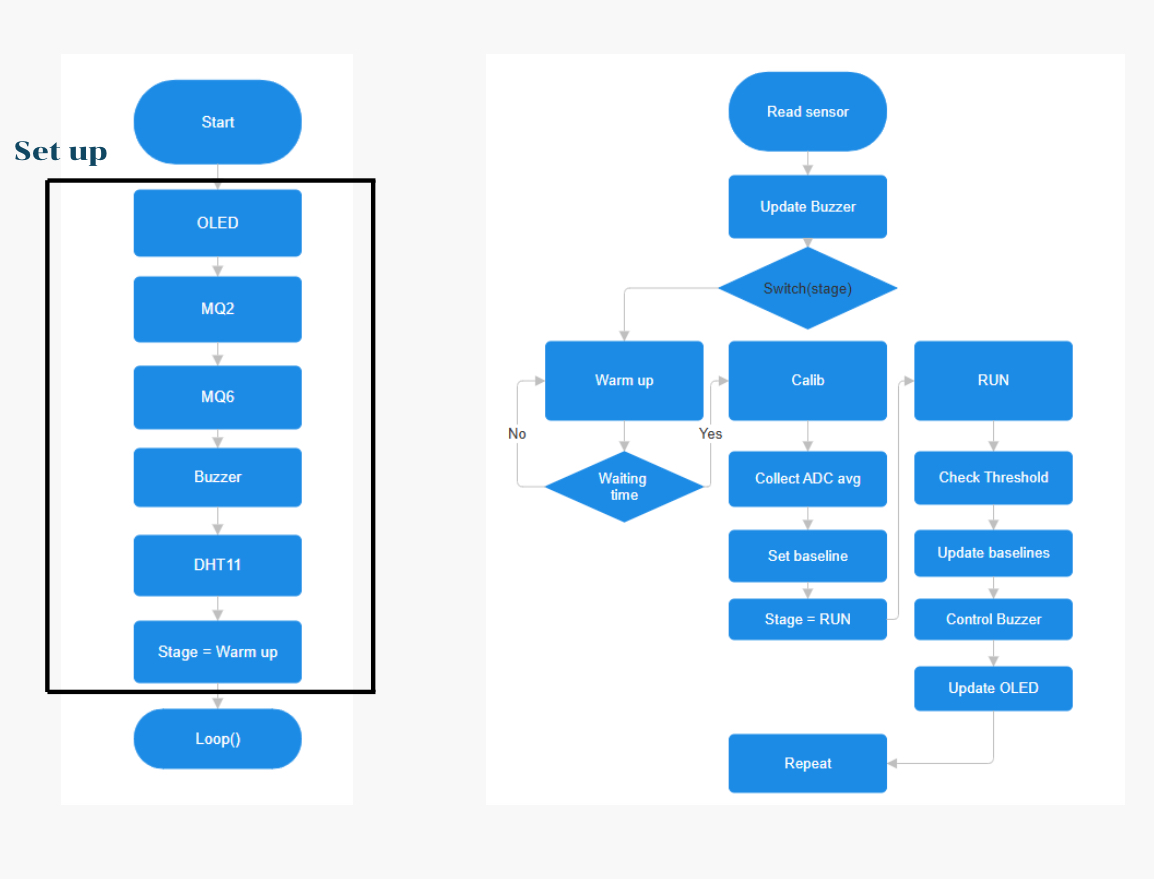 Start
Set up
OLED
MQ2
MQ6
Buzzer
DHT11
Stage = Warm up
Loop()
Read sensor
Update Buzzer
Switch(stage)
Warm up
No
Yes
Waiting
time
Calib
Collect ADC avg
Set baseline
Stage = RUN
RUN
Check Threshold
Update baselines
Control Buzzer
Update OLED
Repeat